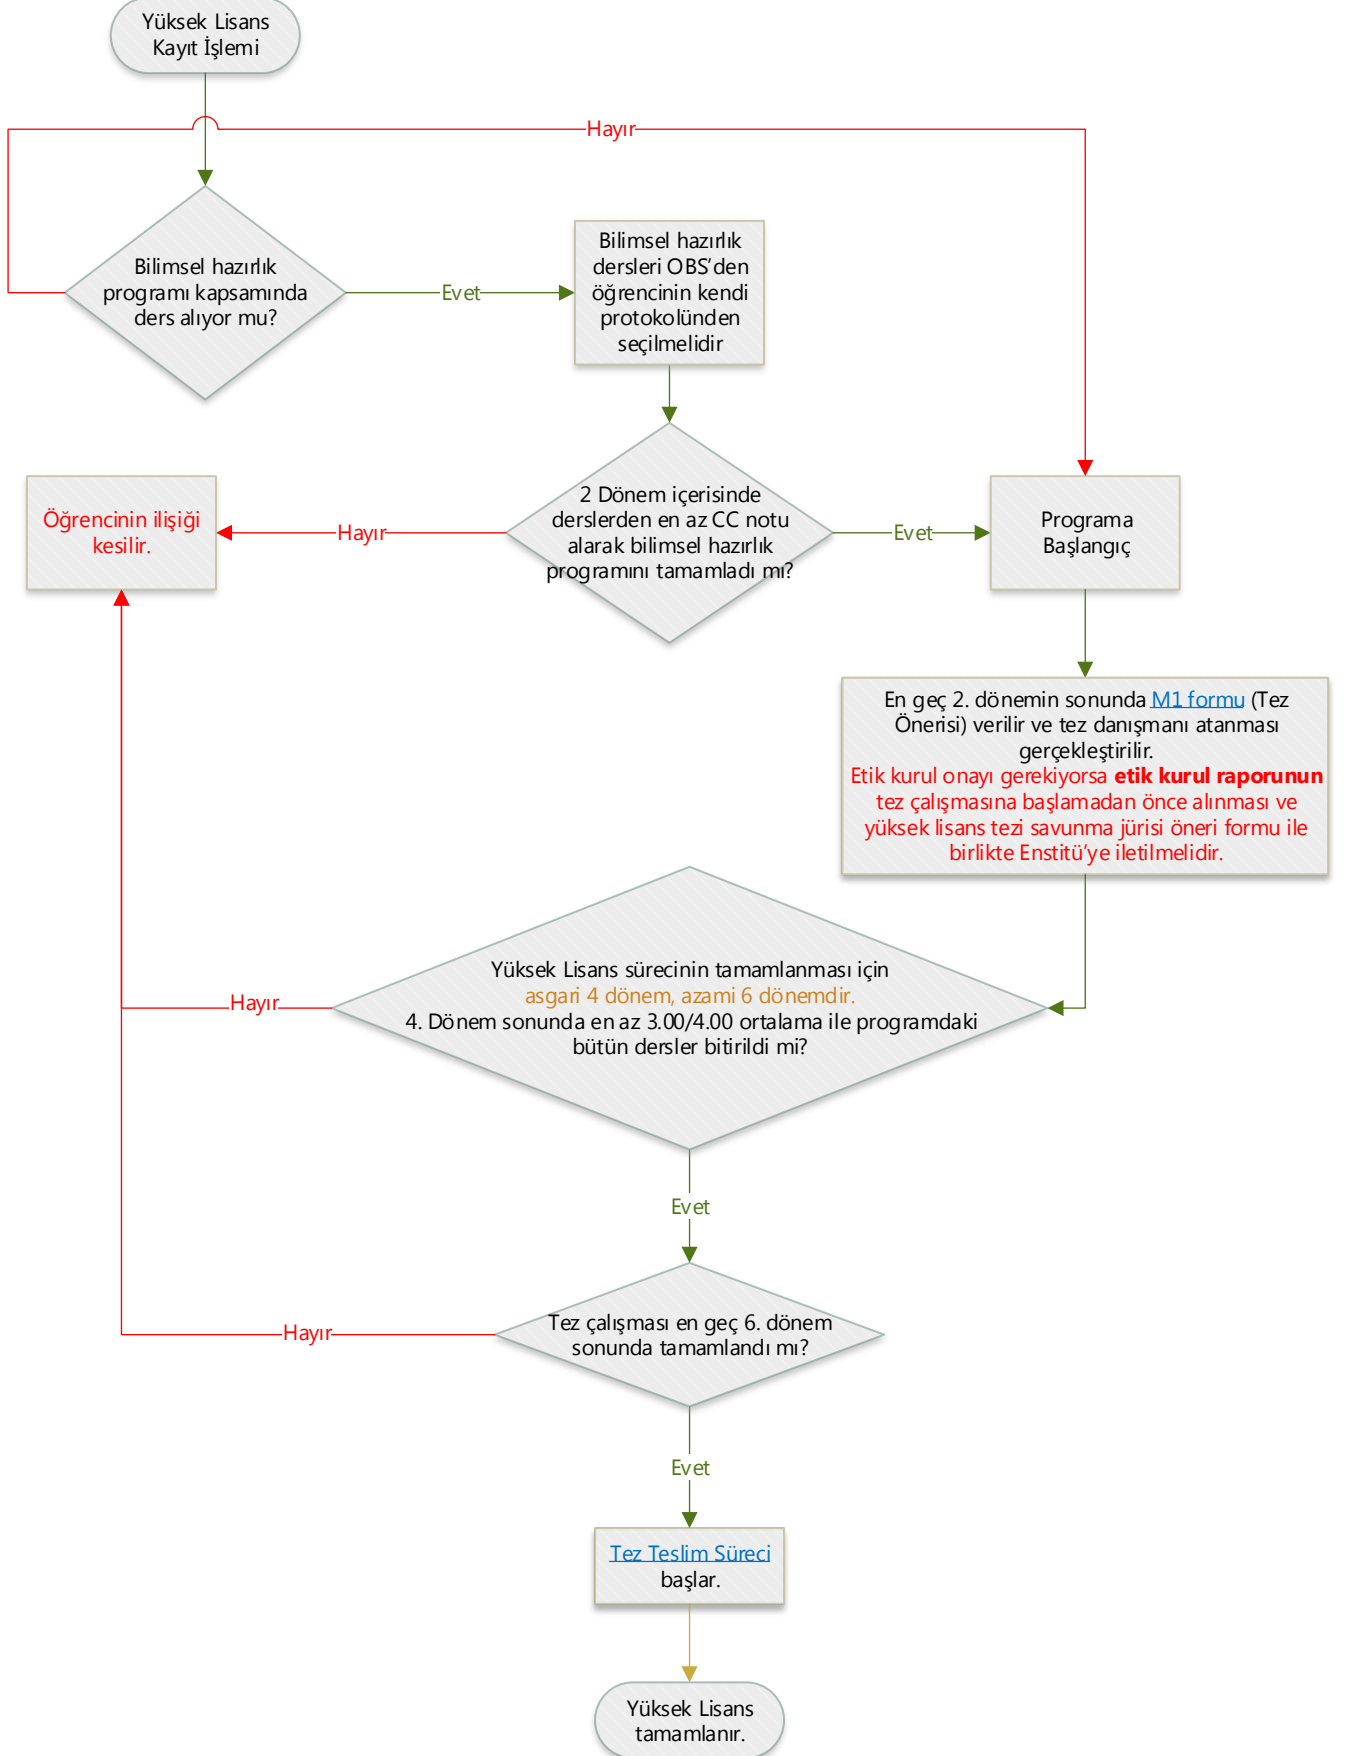 Yüksek Lisans
Kayıt İşlemi
Hayır
Bilimsel hazırlık
programı kapsamında
ders alıyor mu?
Evet
Bilimsel hazırlık
dersleri OBS’den
öğrencinin kendi
protokolünden
seçilmelidir
2 Dönem içerisinde
derslerden en az CC notu
alarak bilimsel hazırlık
programını tamamladı mı?
Hayır
Öğrencinin ilişiği
kesilir.
Evet
Programa
Başlangıç
En geç 2. dönemin sonunda M1 formu (Tez
Önerisi) verilir ve tez danışmanı atanması
gerçekleştirilir.
Etik kurul onayı gerekiyorsa etik kurul raporunun
tez çalışmasına başlamadan önce alınması ve
yüksek lisans tezi savunma jürisi öneri formu ile
birlikte Enstitü’ye iletilmelidir.
Yüksek Lisans sürecinin tamamlanması için
asgari 4 dönem, azami 6 dönemdir.
4. Dönem sonunda en az 3.00/4.00 ortalama ile programdaki
bütün dersler bitirildi mi?
Hayır
Evet
Tez çalışması en geç 6. dönem
sonunda tamamlandı mı?
Hayır
Evet
Tez Teslim Süreci
başlar.
Yüksek Lisans
tamamlanır.